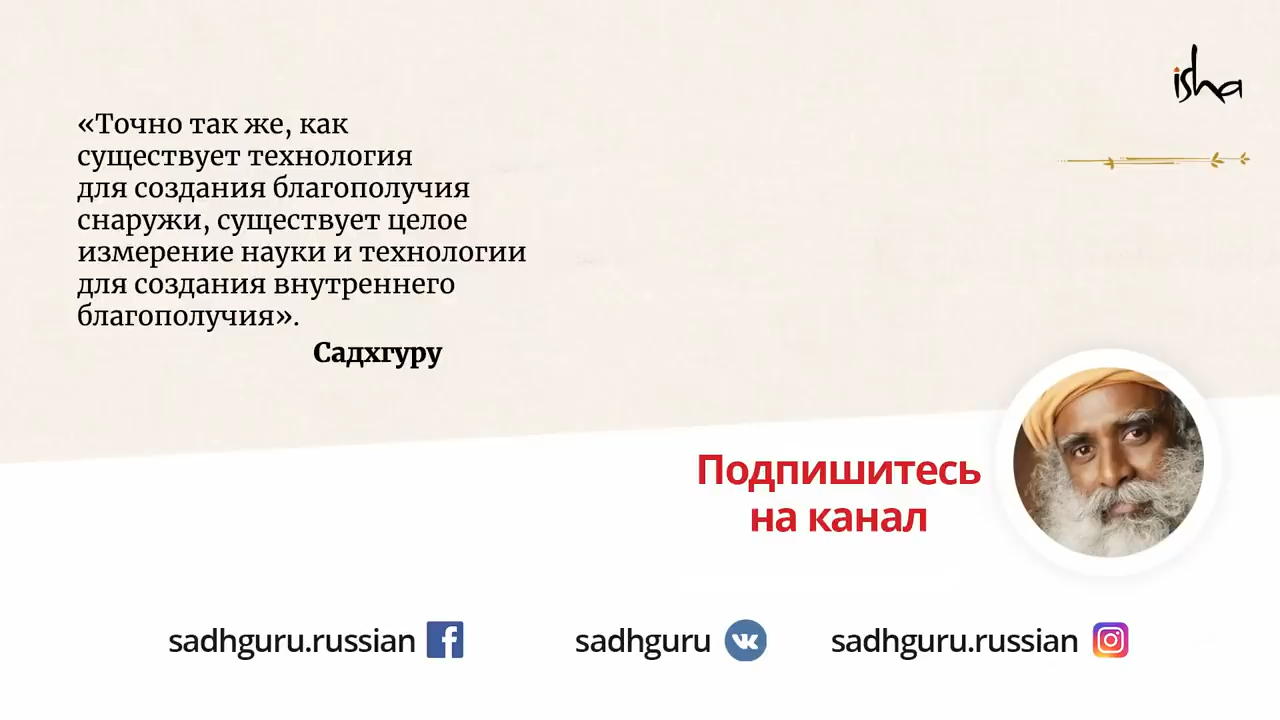 isha
«Точно так же, как
существует технология
для создания благополучия
снаружи, существует целое
измерение науки и технологии
для создания внутреннего
благополучия».
Садхгуру
Подпишитесь
на канал
sadhguru.russian
sadhguru
sadhguru.russian